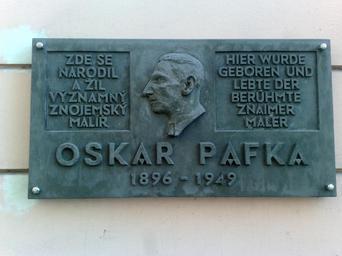 ZDE SE
NARODIL
A ŽIL
VÝZNAMNÝ
ZNOJEMSKÝ
MALÍŘ
HIER WURDE
GEBOREN UND
LEBTE DER
BERÜHMTE
ZNAIMER
MALER
OSKAR PAFKA
1896 - 1949